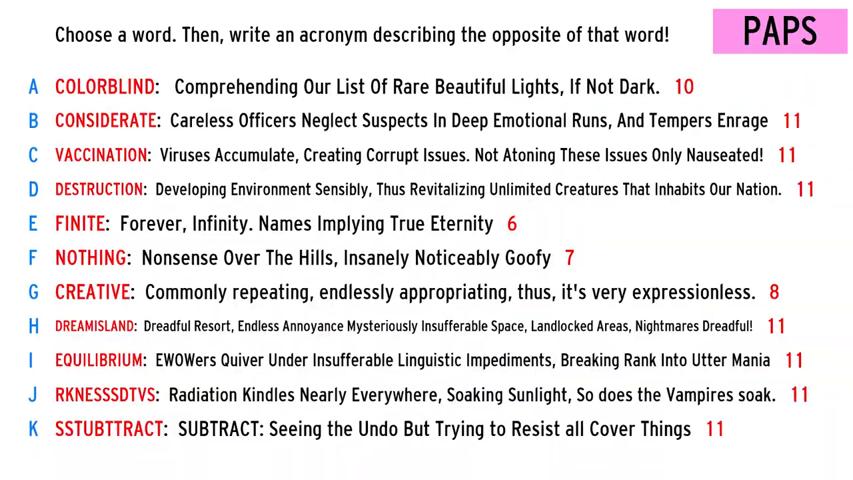 Choose a word. Then, write an acronym describing the opposite of that word!
PAPS
A COLORBLIND: Comprehending Our List Of Rare Beautiful Lights, If Not Dark. 10
B CONSIDERATE: Careless Officers Neglect Suspects In Deep Emotional Runs, And Tempers Enrage 11
C VACCINATION: Viruses Accumulate, Creating Corrupt Issues. Not Atoning These Issues Only Nauseated! 11
D DESTRUCTION: Developing Environment Sensibly, Thus Revitalizing Unlimited Creatures That Inhabits Our Nation. 11
E FINITE: Forever, Infinity. Names Implying True Eternity 6
F NOTHING: Nonsense Over The Hills, Insanely Noticeably Goofy 7
G CREATIVE: Commonly repeating, endlessly appropriating, thus, it's very expressionless. 8
H DREAMISLAND: Dreadful Resort, Endless Annoyance Mysteriously Insufferable Space, Landlocked Areas, Nightmares Dreadful! 11
I EQUILIBRIUM: EWOWers Quiver Under Insufferable Linguistic Impediments, Breaking Rank Into Utter Mania 11
J RKNESSSDTVS: Radiation Kindles Nearly Everywhere, Soaking Sunlight, So does the Vampires soak. 11
K SSTUBTTRACT: SUBTRACT: Seeing the Undo But Trying to Resist all Cover Things 11